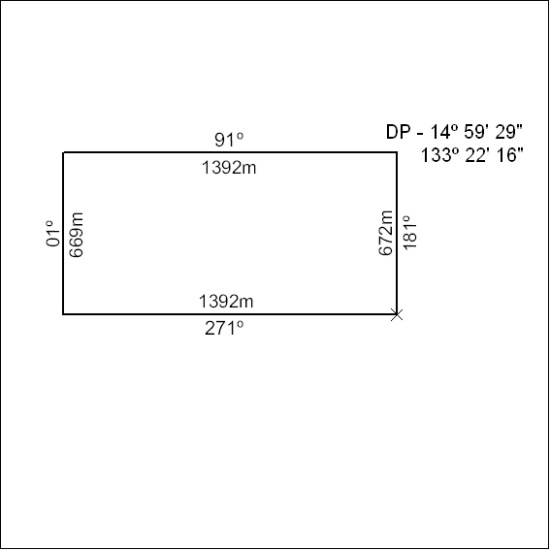 DP - 14º 59' 29"
133º 22' 16"
91º
1392m
01º
669m
672m
181º
1392m
271º